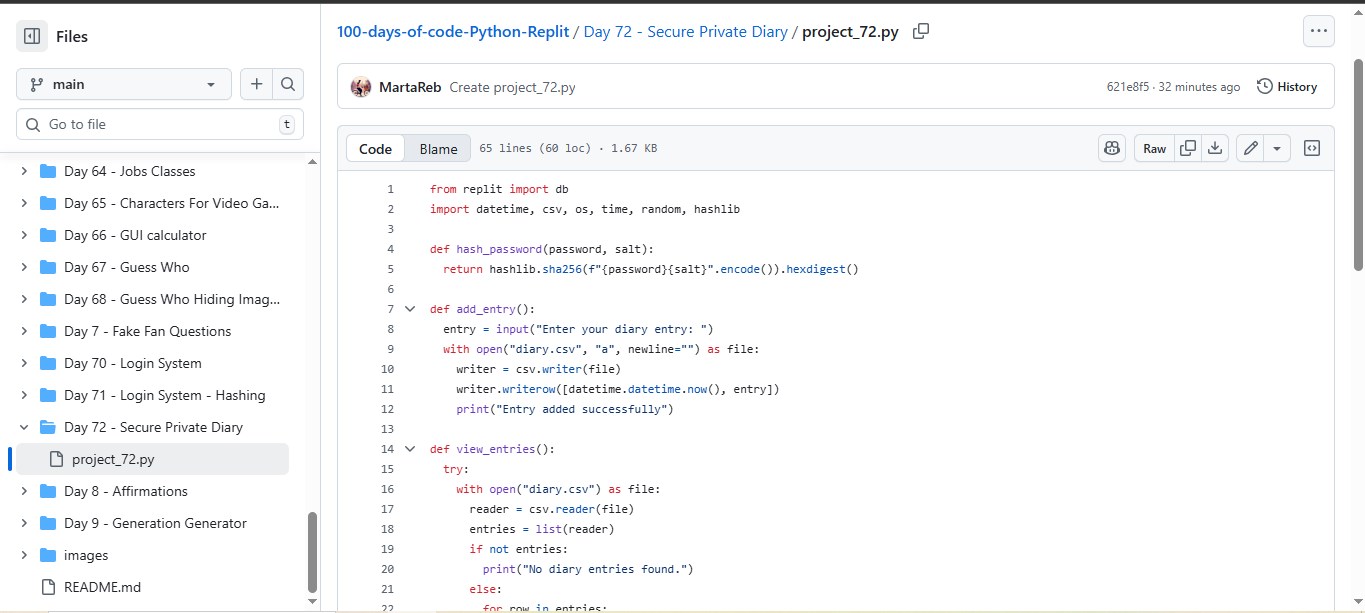 Files
main
Go to file
t
Day 64 - Jobs Classes
Day 65 - Characters For Video Ga...
Day 66 - GUI calculator
Day 67 - Guess Who
Day 68 - Guess Who Hiding Imag...
Day 7 - Fake Fan Questions
Day 70 - Login System
Day 71 - Login System - Hashing
Day 72 - Secure Private Diary
project_72.py
Day 8 - Affirmations
Day 9 - Generation Generator
images
README.md
100-days-of-code-Python-Replit / Day 72 - Secure Private Diary / project_72.py
MartaReb Create project_72.py 621e8f5 · 32 minutes ago History
Code Blame 65 lines (60 loc) · 1.67 KB Raw
1 from replit import db
2 import datetime, csv, os, time, random, hashlib
3
4 def hash_password(password, salt):
5 return hashlib.sha256(f"{password}{salt}".encode()).hexdigest()
6
7 def add_entry():
8 entry = input("Enter your diary entry: ")
9 with open("diary.csv", "a", newline="") as file:
10 writer = csv.writer(file)
11 writer.writerow([datetime.datetime.now(), entry])
12 print("Entry added successfully")
13
14 def view_entries():
15 try:
16 with open("diary.csv") as file:
17 reader = csv.reader(file)
18 entries = list(reader)
19 if not entries:
20 print("No diary entries found.")
21 else:
22 for row in entries: